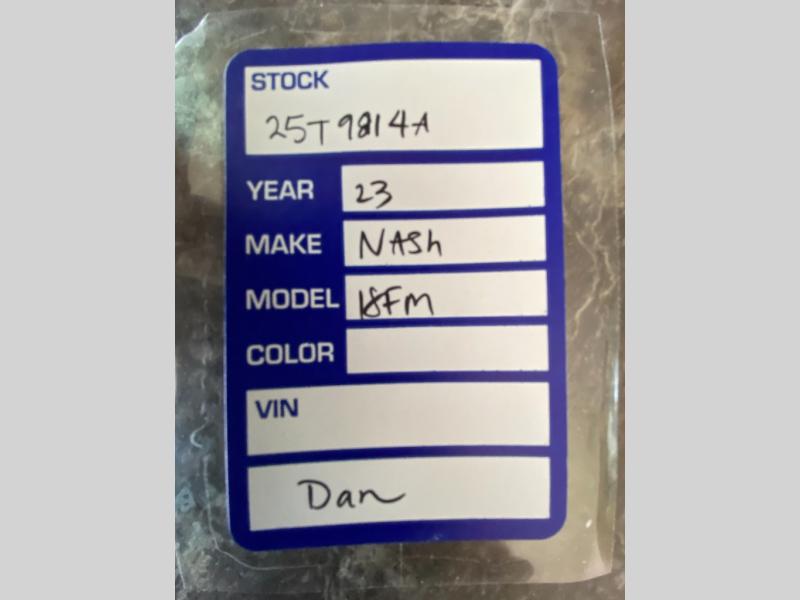 STOCK
25T9814A
YEAR 23
MAKE NASh
MODEL 18FM
COLOR
VIN
Dan